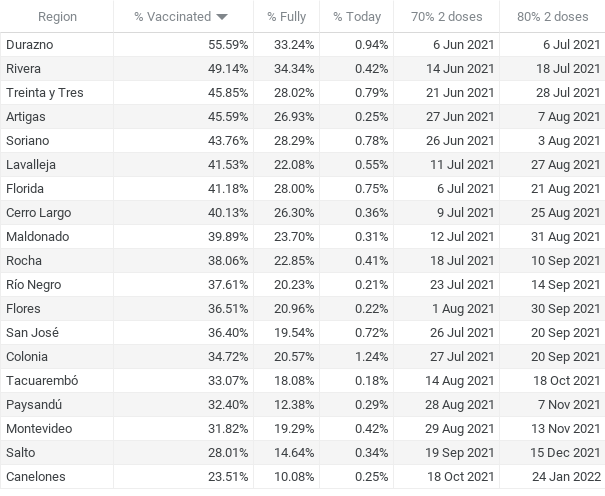 Region % Vaccinated % Fully % Today 70% 2 doses 80% 2 doses
Durazno 55.59% 33.24% 0.94% 6 Jun 2021 6 Jul 2021
Rivera 49.14% 34.34% 0.42% 14 Jun 2021 18 Jul 2021
Treinta y Tres 45.85% 28.02% 0.79% 21 Jun 2021 28 Jul 2021
Artigas 45.59% 26.93% 0.25% 27 Jun 2021 7 Aug 2021
Soriano 43.76% 28.29% 0.78% 26 Jun 2021 3 Aug 2021
Lavalleja 41.53% 22.08% 0.55% 11 Jul 2021 27 Aug 2021
Florida 41.18% 28.00% 0.75% 6 Jul 2021 21 Aug 2021
Cerro Largo 40.13% 26.30% 0.36% 9 Jul 2021 25 Aug 2021
Maldonado 39.89% 23.70% 0.31% 12 Jul 2021 31 Aug 2021
Rocha 38.06% 22.85% 0.41% 18 Jul 2021 10 Sep 2021
Río Negro 37.61% 20.23% 0.21% 23 Jul 2021 14 Sep 2021
Flores 36.51% 20.96% 0.22% 1 Aug 2021 30 Sep 2021
San José 36.40% 19.54% 0.72% 26 Jul 2021 20 Sep 2021
Colonia 34.72% 20.57% 1.24% 27 Jul 2021 20 Sep 2021
Tacuarembó 33.07% 18.08% 0.18% 14 Aug 2021 18 Oct 2021
Paysandú 32.40% 12.38% 0.29% 28 Aug 2021 7 Nov 2021
Montevideo 31.82% 19.29% 0.42% 29 Aug 2021 13 Nov 2021
Salto 28.01% 14.64% 0.34% 19 Sep 2021 15 Dec 2021
Canelones 23.51% 10.08% 0.25% 18 Oct 2021 24 Jan 2022